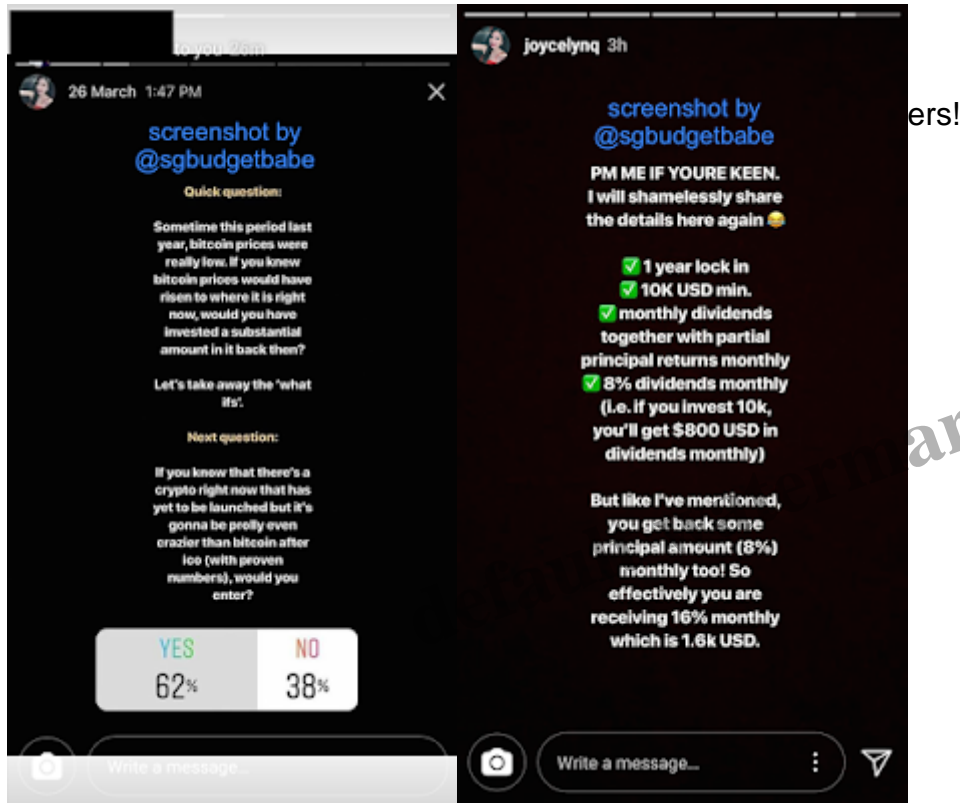 to you 26m
26 March 1:47 PM
screenshot by
@sgbudgetbabe
Quick question:
Sometime this period last
year, bitcoin prices were
really low. If you knew
bitcoin prices would have
risen to where it is right
now, would you have
invested a substantial
amount in it back then?
Let's take away the 'what
ifs'.
Next question:
If you know that there's a
crypto right now that has
yet to be launched but it's
gonna be prolly even
crazier than bitcoin after
ico (with proven
numbers), would you
enter?
YES
NO
62%
38%
Write a message...
joycelynq 3h
screenshot by
@sgbudgetbabe
PM ME IF YOURE KEEN.
I will shamelessly share
the details here again 😂
✅ 1 year lock in
✅ 10K USD min.
✅ monthly dividends
together with partial
principal returns monthly
✅ 8% dividends monthly
(i.e. if you invest 10k,
you'll get $800 USD in
dividends monthly)
But like I've mentioned,
you get back some
principal amount (8%)
monthly too! So
effectively you are
receiving 16% monthly
which is 1.6k USD.
Write a message...
ers!